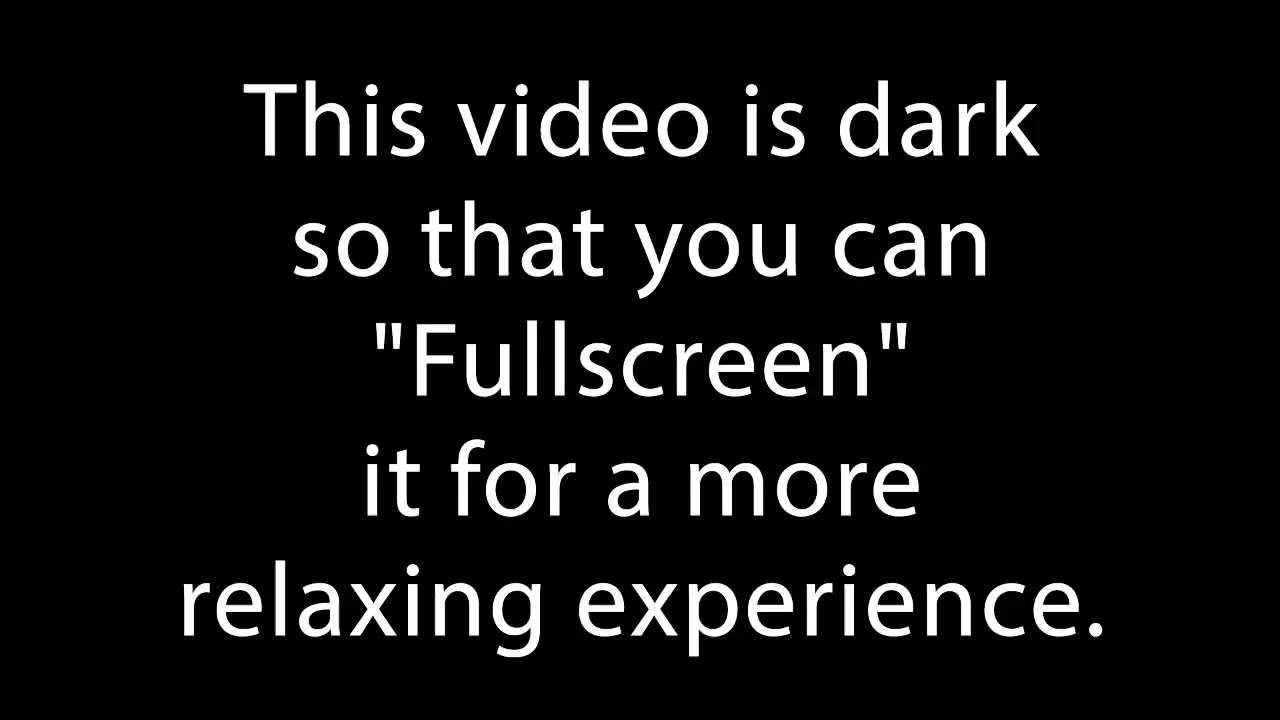 This video is dark
so that you can
"Fullscreen"
it for a more
relaxing experience.